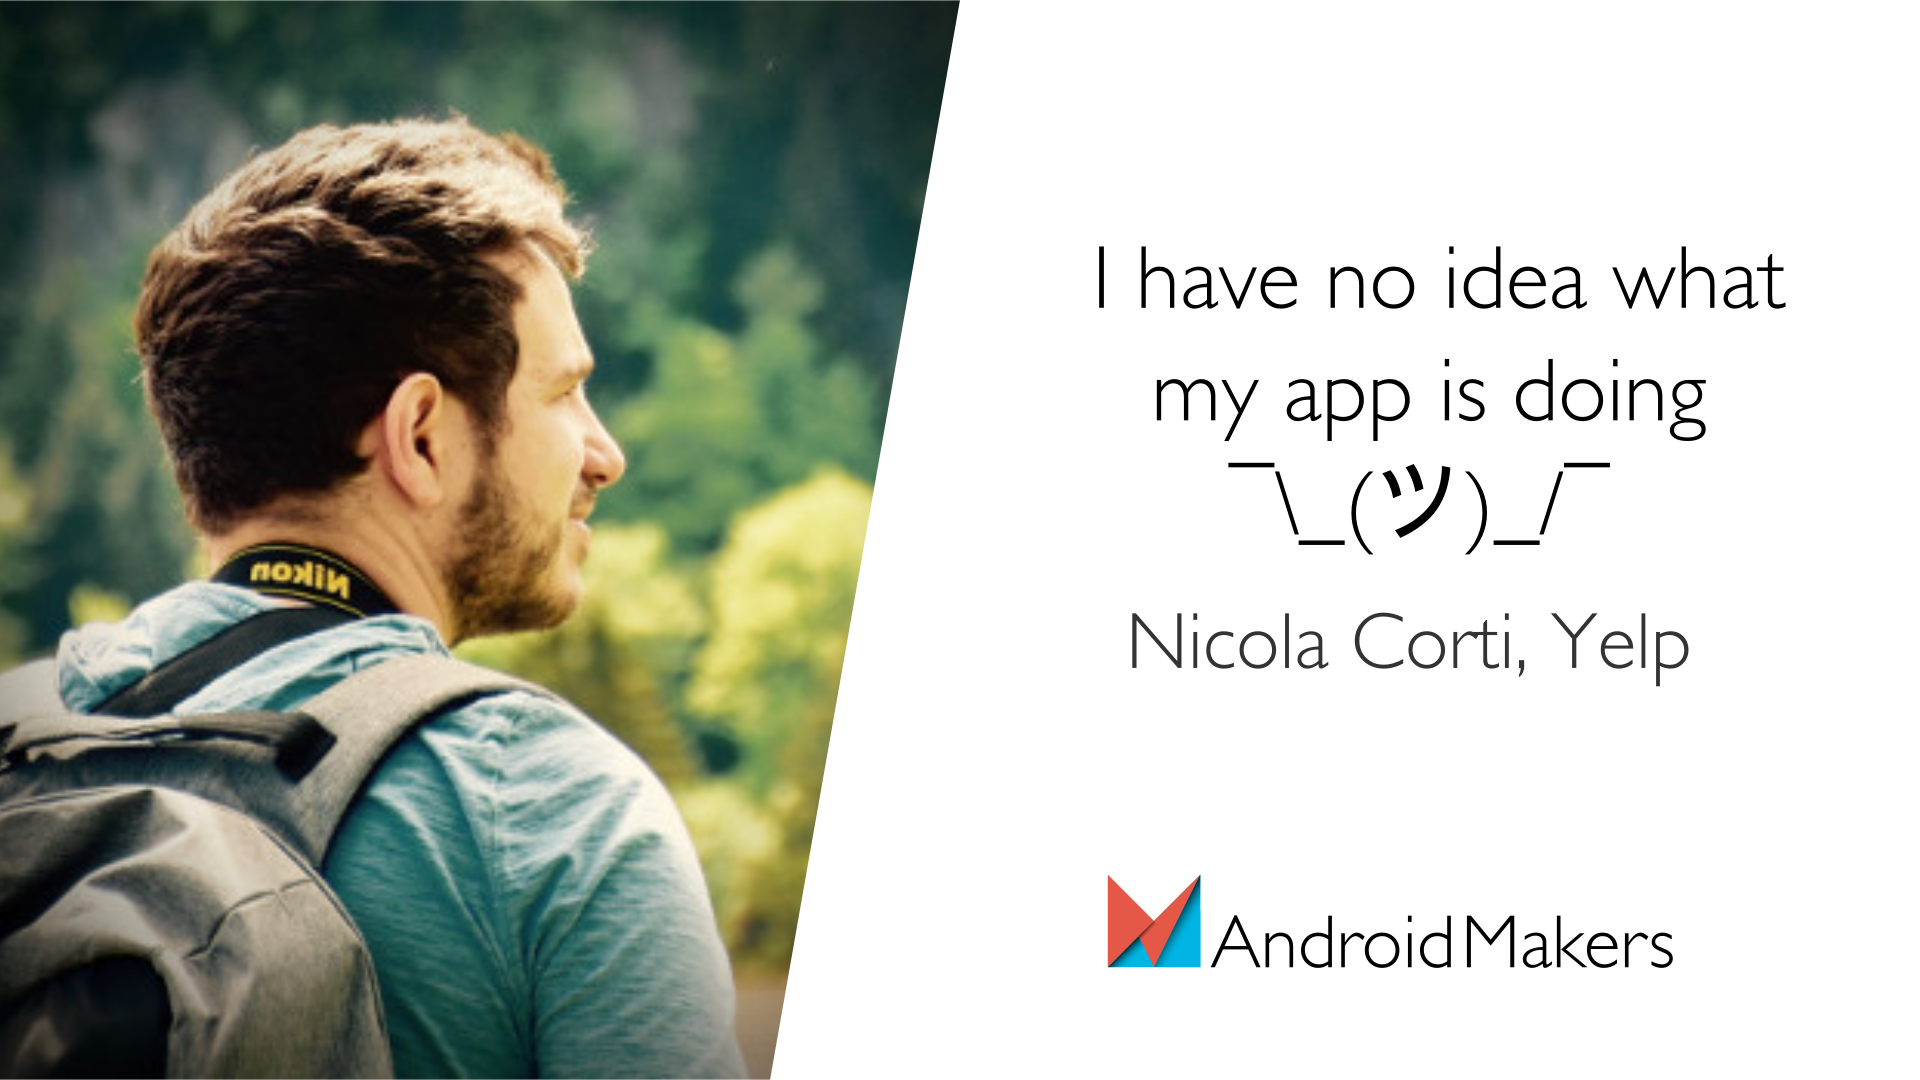 Nikon
I have no idea what
my app is doing
¯\_(ツ)_/¯
Nicola Corti, Yelp
AndroidMakers